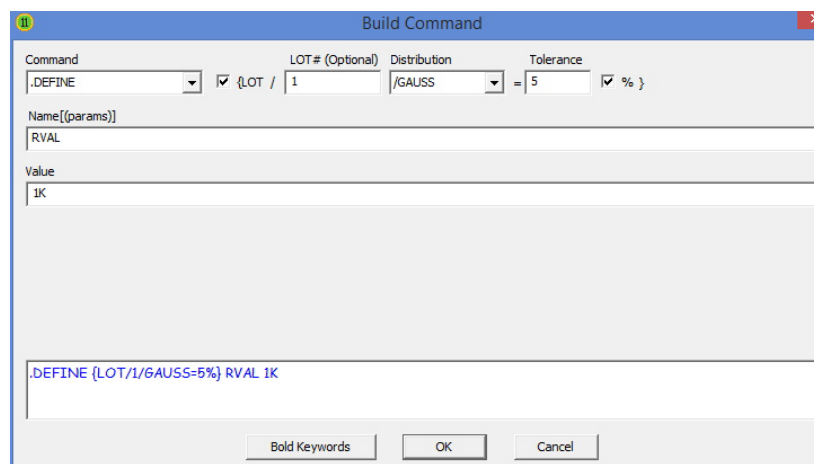 11 Build Command
Command LOT# (Optional) Distribution Tolerance
.DEFINE {LOT / 1 /GAUSS = 5 % }
Name[(params)]
RVAL
Value
1K
.DEFINE {LOT/1/GAUSS=5%} RVAL 1K
Bold Keywords OK Cancel